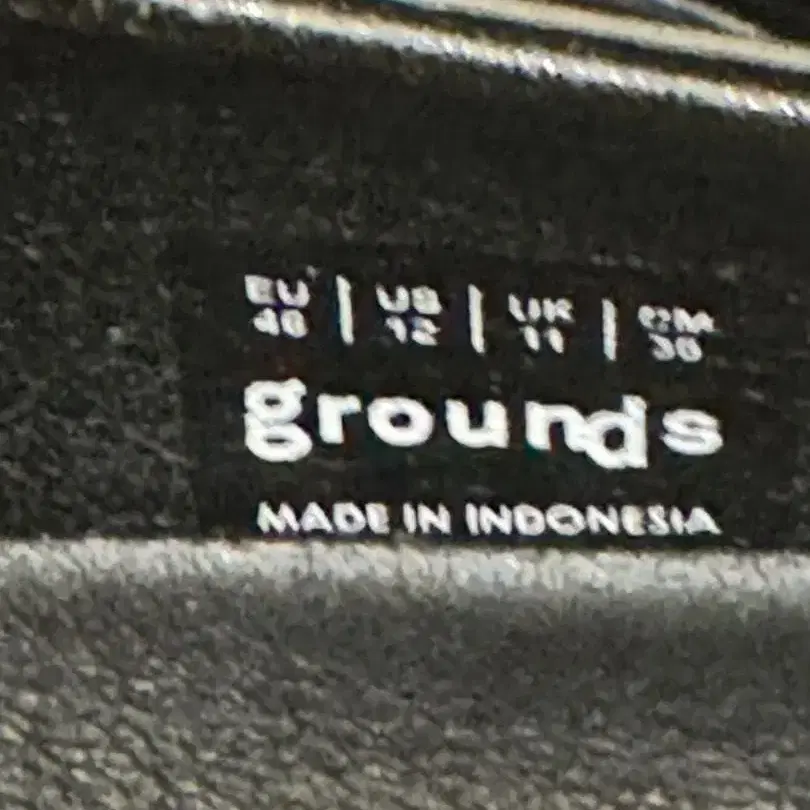 EU | US | UK | CM
46 | 12 | 11 | 30
grounds
MADE IN INDONESIA